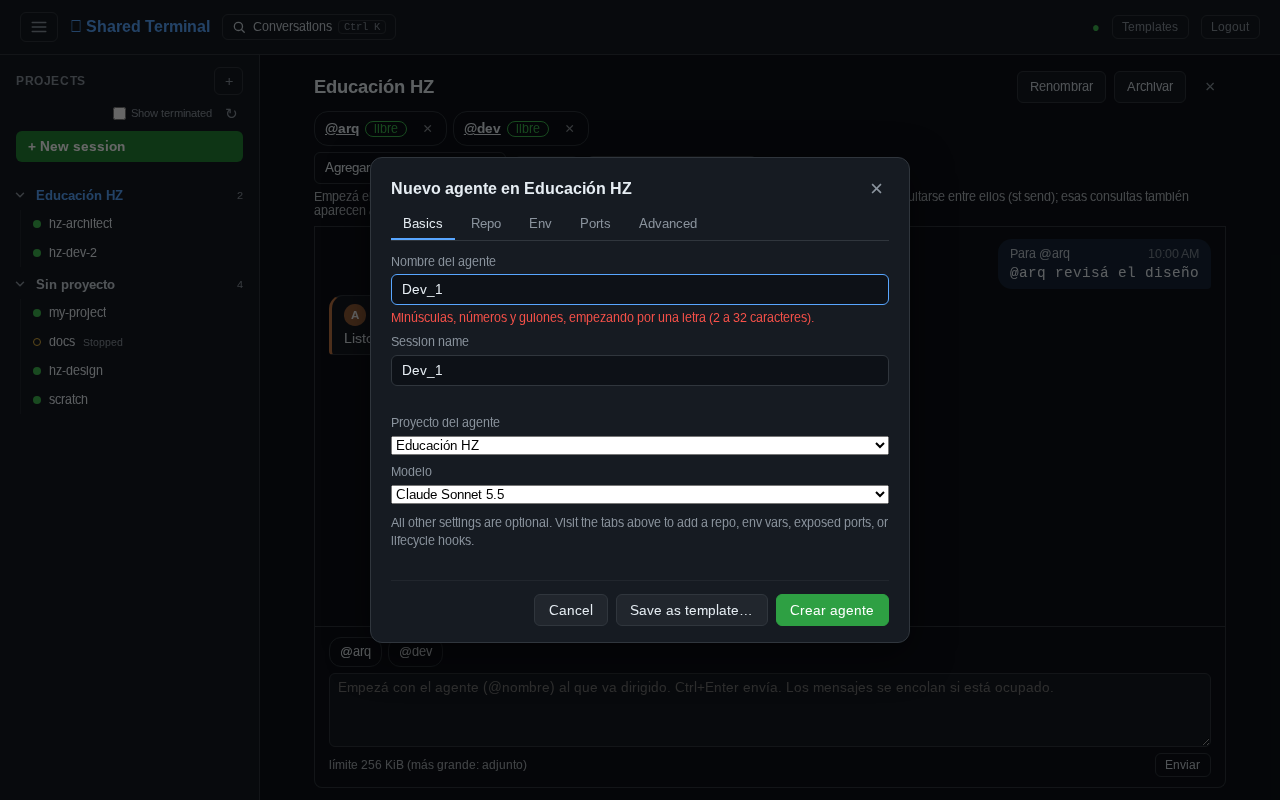 Shared Terminal
Conversations Ctrl K
Templates
Logout
PROJECTS
+
Show terminated
+ New session
Educación HZ 2
hz-architect
hz-dev-2
Sin proyecto 4
my-project
docs Stopped
hz-design
scratch
Educación HZ
Renombrar
Archivar
@arq libre
@dev libre
Agregar
Empezá e
ultarse entre ellos (st send); esas consultas también
aparecen
Para @arq 10:00 AM
@arq revisá el diseño
A
Listo
Nuevo agente en Educación HZ
Basics Repo Env Ports Advanced
Nombre del agente
Dev_1
Minúsculas, números y guiones, empezando por una letra (2 a 32 caracteres).
Session name
Dev_1
Proyecto del agente
Educación HZ
Modelo
Claude Sonnet 5.5
All other settings are optional. Visit the tabs above to add a repo, env vars, exposed ports, or
lifecycle hooks.
Cancel
Save as template…
Crear agente
@arq
@dev
Empezá con el agente (@nombre) al que va dirigido. Ctrl+Enter envía. Los mensajes se encolan si está ocupado.
límite 256 KiB (más grande: adjunto)
Enviar